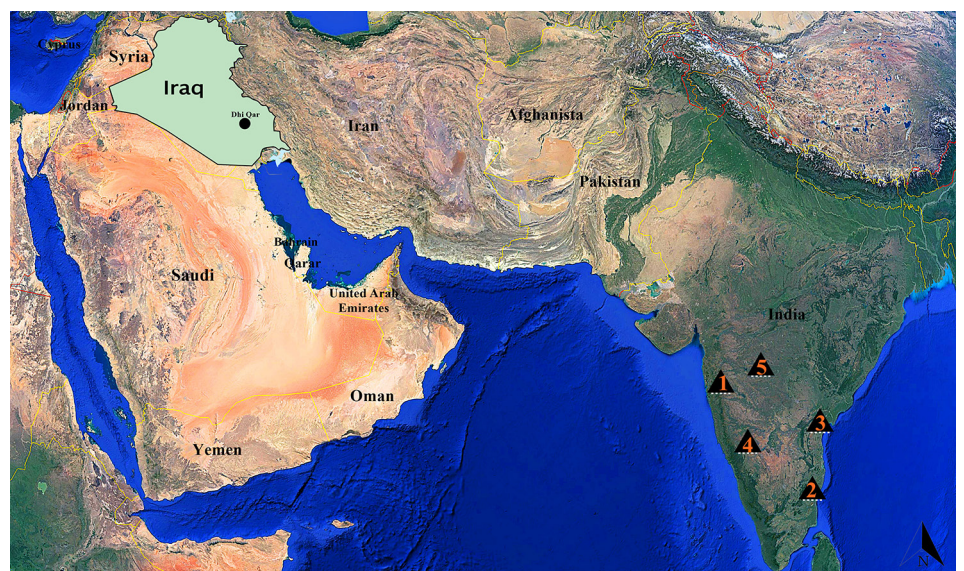 Cyprus
Syria
Iraq
Jordan
Dhi Qar
Iran
Afghanista
Pakistan
Bahrain
Qarar
Saudi
United Arab
Emirates
India
Oman
Yemen
5
1
3
4
2
N